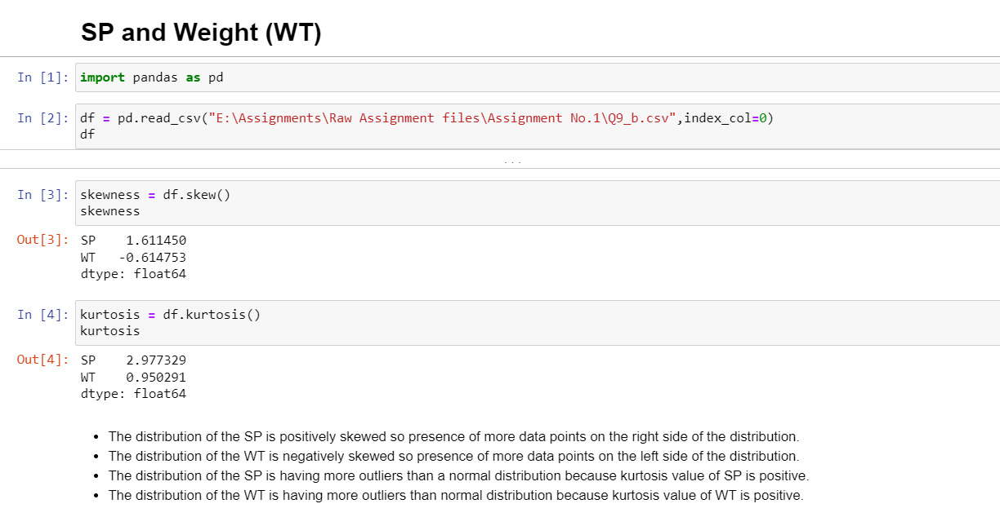 SP and Weight (WT)
In [1]: import pandas as pd
In [2]: df = pd.read_csv("E:\Assignments\Raw Assignment files\Assignment No.1\Q9_b.csv",index_col=0)
df
...
In [3]: skewness = df.skew()
skewness
Out[3]: SP 1.611450
WT -0.614753
dtype: float64
In [4]: kurtosis = df.kurtosis()
kurtosis
Out[4]: SP 2.977329
WT 0.950291
dtype: float64
• The distribution of the SP is positively skewed so presence of more data points on the right side of the distribution.
• The distribution of the WT is negatively skewed so presence of more data points on the left side of the distribution.
• The distribution of the SP is having more outliers than a normal distribution because kurtosis value of SP is positive.
• The distribution of the WT is having more outliers than normal distribution because kurtosis value of WT is positive.